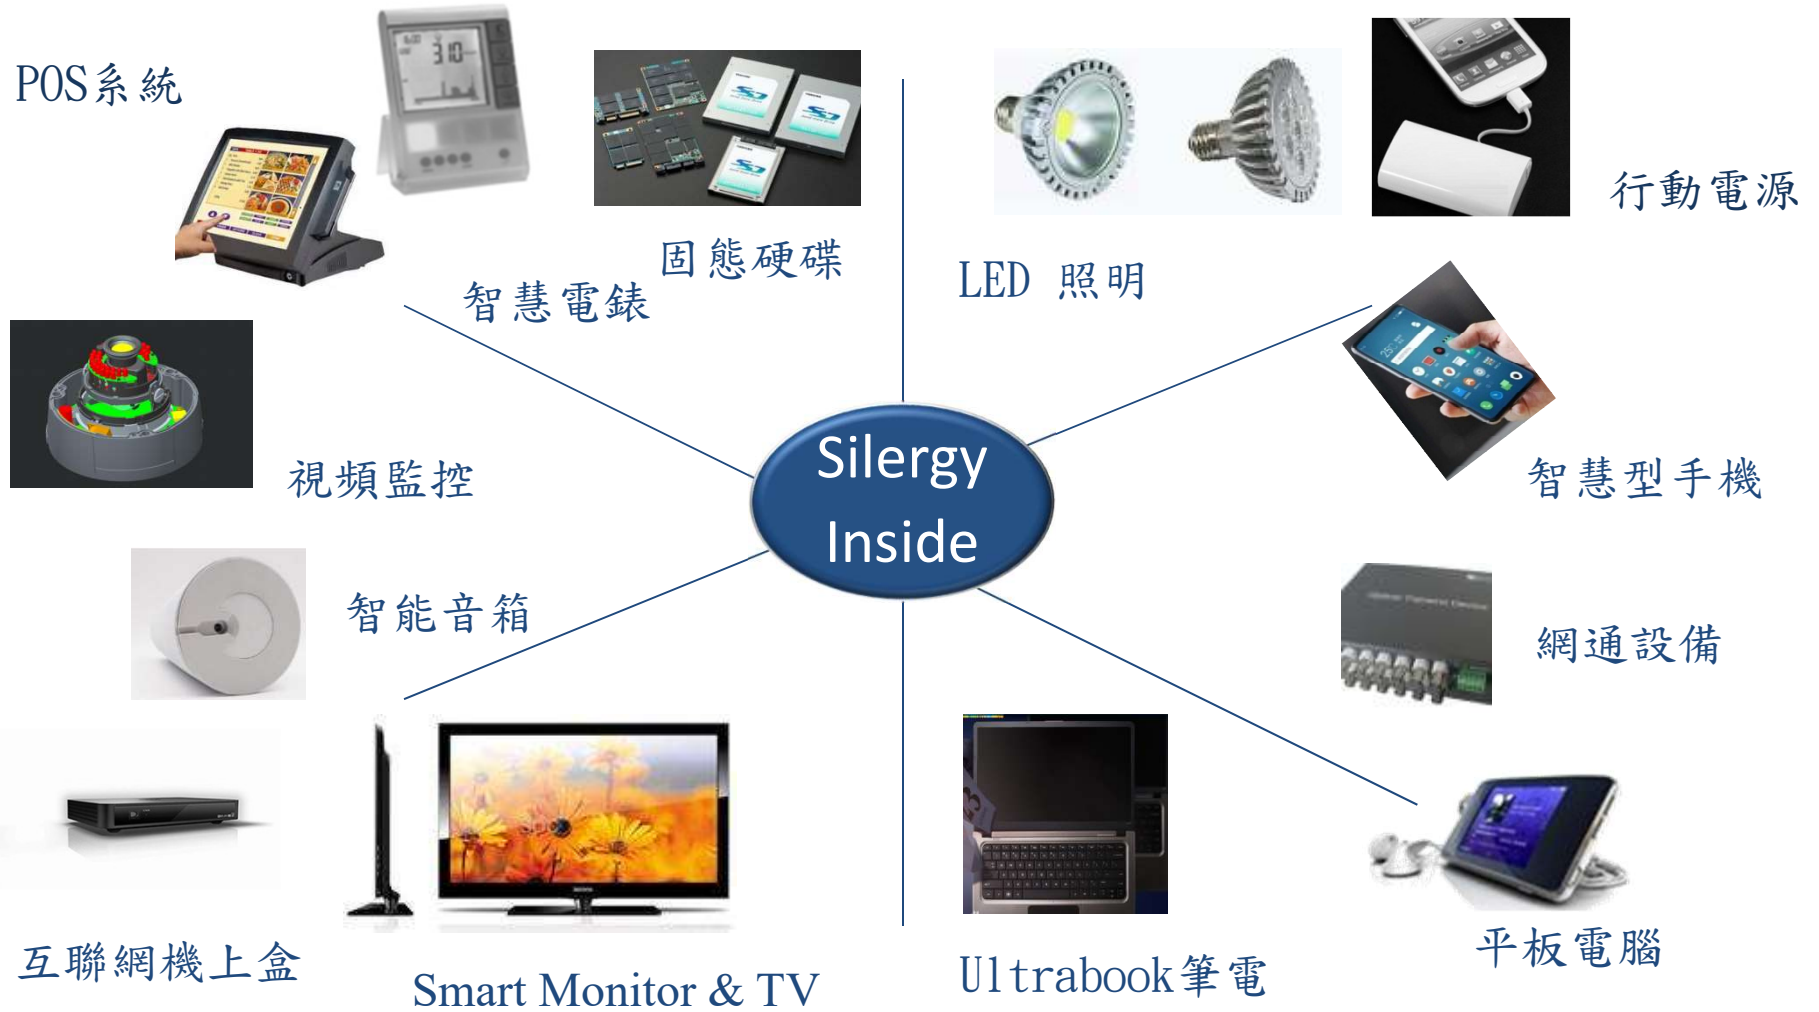 POS系統
310
固態硬碟
行動電源
LED 照明
智慧電錶
視頻監控
Silergy
Inside
智慧型手機
智能音箱
網通設備
互聯網機上盒
Smart Monitor & TV
Ultrabook筆電
平板電腦